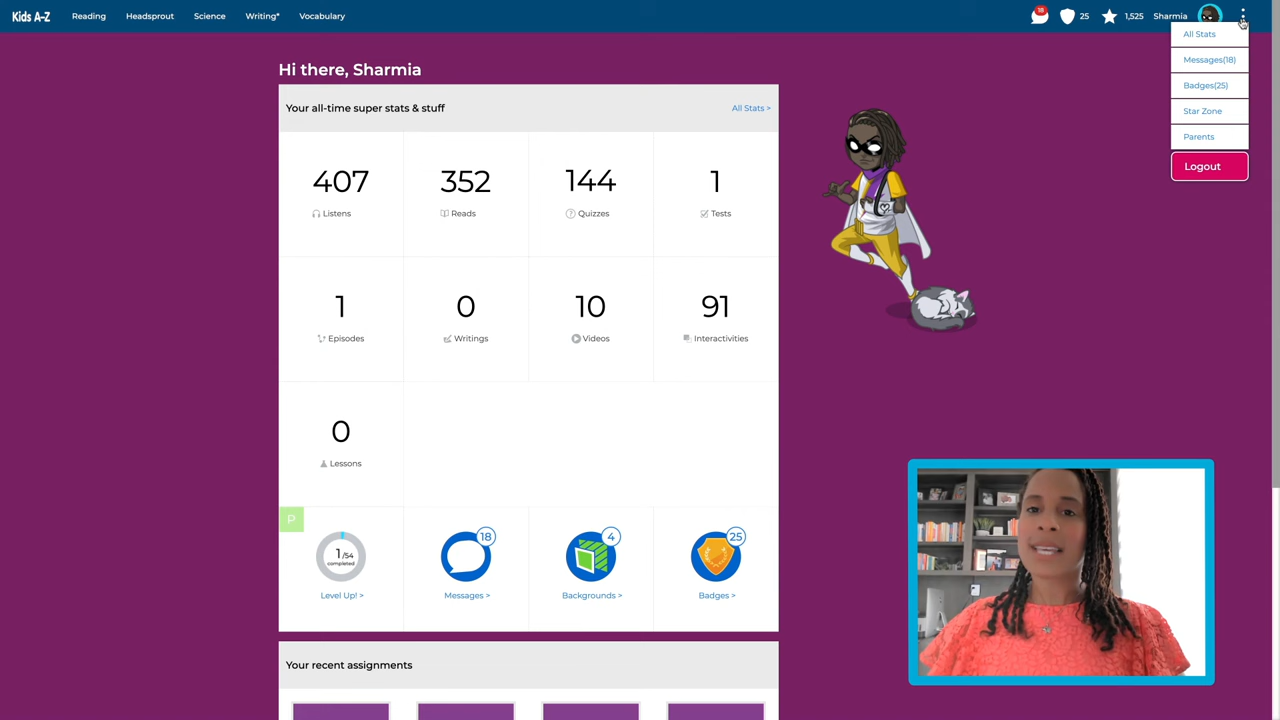 Kids A-Z Reading Headsprout Science Writing* Vocabulary 18 25 1,525 Sharmia
All Stats
Messages(18)
Badges(25)
Star Zone
Parents
Logout
Hi there, Sharmia
Your all-time super stats & stuff All Stats >
407 352 144 1
Listens Reads Quizzes Tests
1 0 10 91
Episodes Writings Videos Interactivities
0
Lessons
P
1 /54 18 4 25
completed
Level Up! > Messages > Backgrounds > Badges >
Your recent assignments